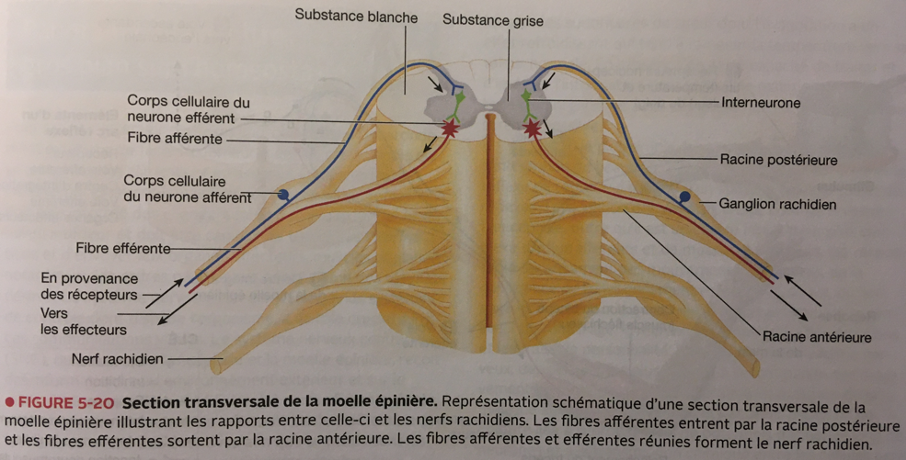 Substance blanche
Substance grise
Corps cellulaire du
neurone efférent
Fibre afférente
Corps cellulaire
du neurone afférent
Fibre efférente
En provenance
des récepteurs
Vers
les effecteurs
Nerf rachidien
Interneurone
Racine postérieure
Ganglion rachidien
Racine antérieure
● FIGURE 5-20 Section transversale de la moelle épinière. Représentation schématique d'une section transversale de la
moelle épinière illustrant les rapports entre celle-ci et les nerfs rachidiens. Les fibres afférentes entrent par la racine postérieure
et les fibres efférentes sortent par la racine antérieure. Les fibres afférentes et efférentes réunies forment le nerf rachidien.